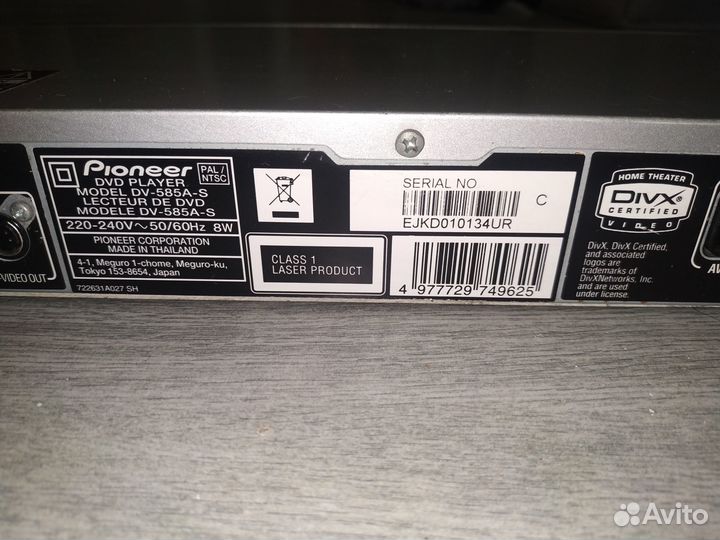 Pioneer
PAL/
NTSC
DVD PLAYER
MODEL DV-585A-S
LECTEUR DE DVD
MODELE DV-585A-S
220-240V~50/60Hz 8W
PIONEER CORPORATION
MADE IN THAILAND
4-1, Meguro 1-chome, Meguro-ku,
Tokyo 153-8654, Japan
722631A027 SH
VIDEO OUT
CLASS 1
LASER PRODUCT
SERIAL NO
C
EJKD010134UR
4 977729 749625
HOME THEATER
DIVX®
CERTIFIED
VIDEO
DivX, DivX Certified,
and associated
logos are
trademarks of
DivXNetworks, Inc.
and are used
under license.
AV
Avito